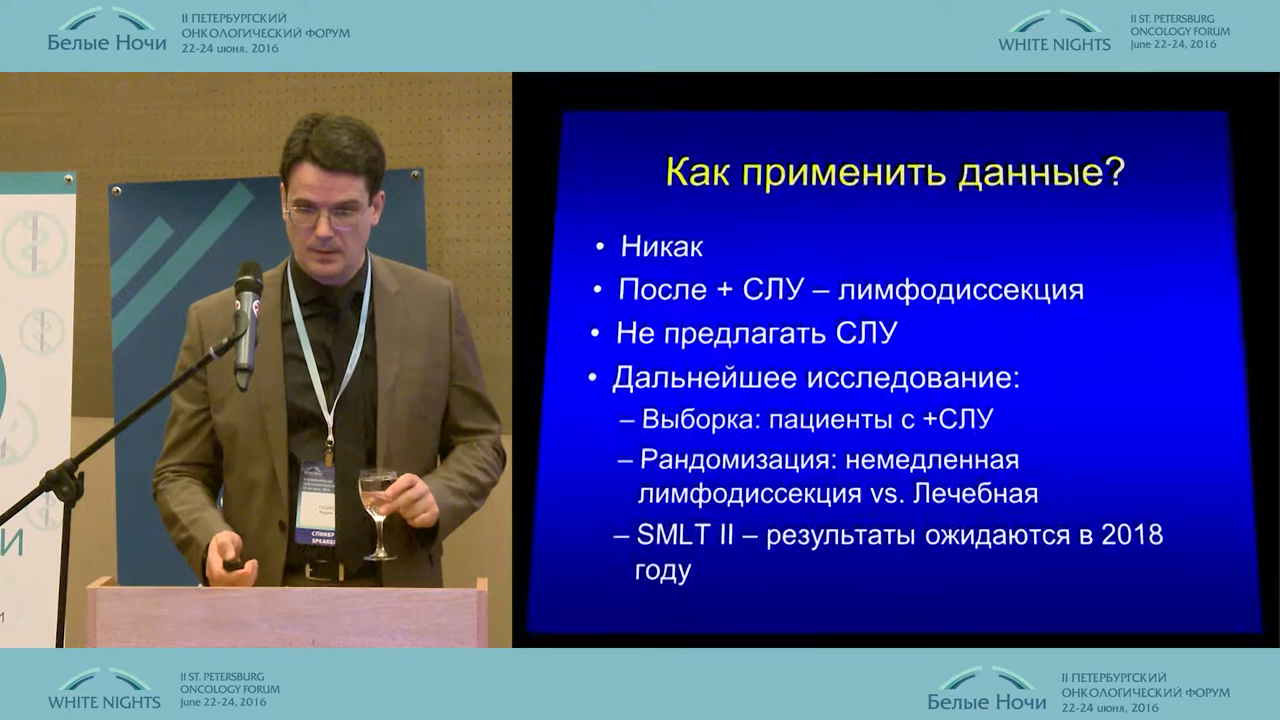 Белые Ночи
II ПЕТЕРБУРГСКИЙ
ОНКОЛОГИЧЕСКИЙ ФОРУМ
22-24 июня, 2016
WHITE NIGHTS
II ST. PETERSBURG
ONCOLOGY FORUM
June 22-24, 2016
Как применить данные?
• Никак
• После + СЛУ – лимфодиссекция
• Не предлагать СЛУ
• Дальнейшее исследование:
– Выборка: пациенты с +СЛУ
– Рандомизация: немедленная
лимфодиссекция vs. Лечебная
– SMLT II – результаты ожидаются в 2018
году
СПИКЕР
SPEAKER
И
и
WHITE NIGHTS
II ST. PETERSBURG
ONCOLOGY FORUM
June 22-24, 2016
Белые Ночи
II ПЕТЕРБУРГСКИЙ
ОНКОЛОГИЧЕСКИЙ ФОРУМ
22-24 июня, 2016